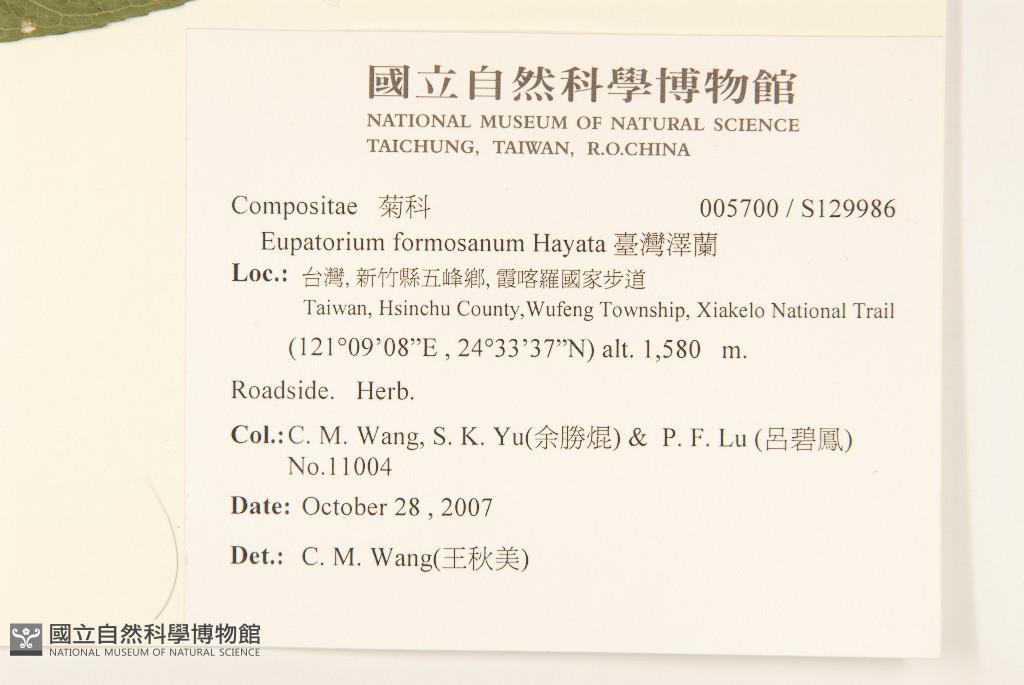 國立自然科學博物館
NATIONAL MUSEUM OF NATURAL SCIENCE
TAICHUNG, TAIWAN, R.O.CHINA
Compositae 菊科 005700 / S129986
Eupatorium formosanum Hayata 臺灣澤蘭
Loc.: 台灣, 新竹縣五峰鄉, 霞喀羅國家步道
Taiwan, Hsinchu County,Wufeng Township, Xiakelo National Trail
(121°09’08”E , 24°33’37”N) alt. 1,580 m.
Roadside. Herb.
Col.: C. M. Wang, S. K. Yu(余勝焜) & P. F. Lu (呂碧鳳)
No.11004
Date: October 28 , 2007
Det.: C. M. Wang(王秋美)
國立自然科學博物館
NATIONAL MUSEUM OF NATURAL SCIENCE